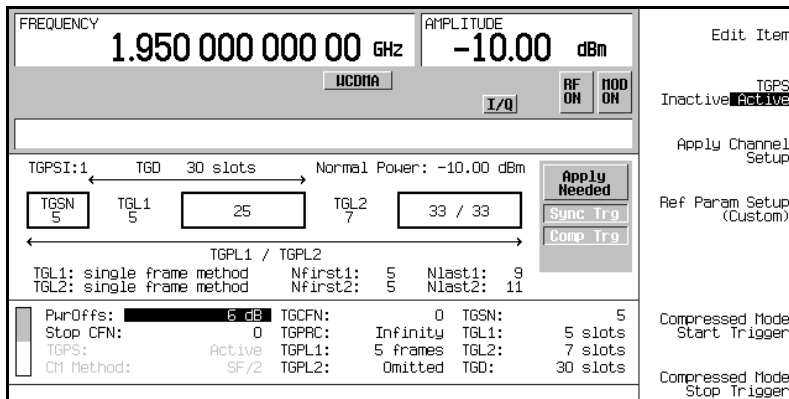 FREQUENCY
1.950 000 000 00 GHz
AMPLITUDE
-10.00 dBm
WCDMA
I/Q
RF ON
MOD ON
TGPSI:1 TGD 30 slots Normal Power: -10.00 dBm
TGSN 5
TGL1 5
25
TGL2 7
33 / 33
TGPL1 / TGPL2
TGL1: single frame method Nfirst1: 5 Nlast1: 9
TGL2: single frame method Nfirst2: 5 Nlast2: 11
Apply Needed
Sync Trg
Comp Trg
PwrOffs: 6 dB TGCFN: 0 TGSN: 5
Stop CFN: 0 TGPRC: Infinity TGL1: 5 slots
TGPS: Active TGPL1: 5 frames TGL2: 7 slots
CM Method: SF/2 TGPL2: Omitted TGD: 30 slots
Edit Item
TGPS
Inactive Active
Apply Channel
Setup
Ref Param Setup
(Custom)
Compressed Mode
Start Trigger
Compressed Mode
Stop Trigger